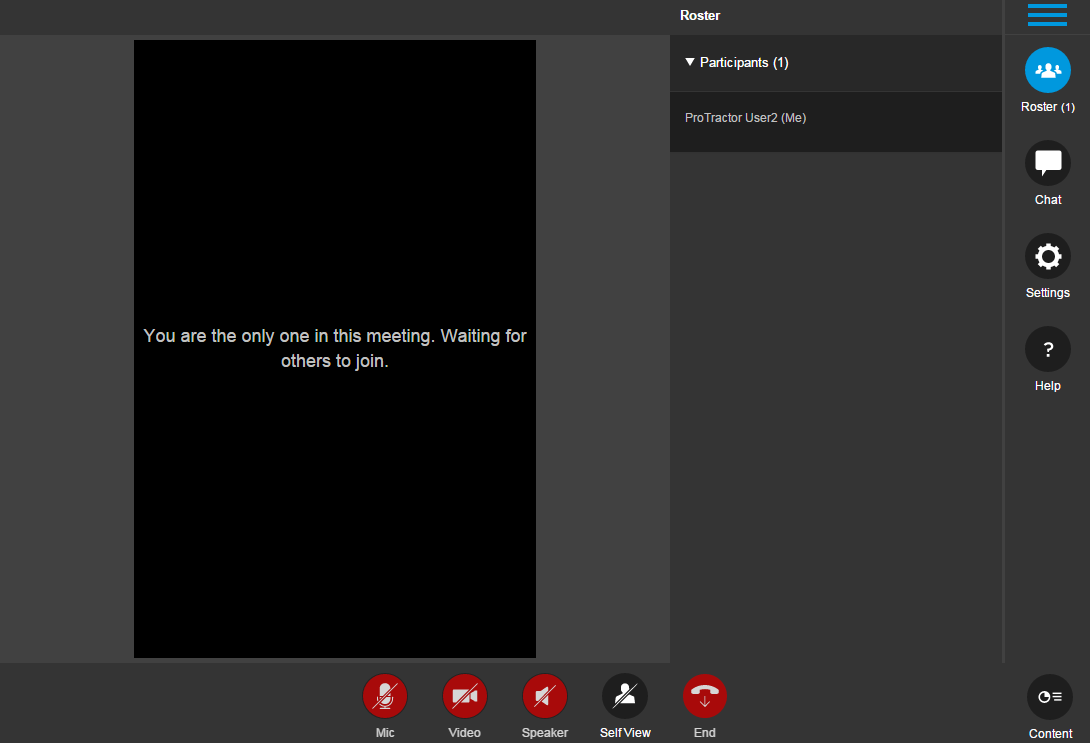 Roster
▼ Participants (1)
ProTractor User2 (Me)
You are the only one in this meeting. Waiting for
others to join.
Roster (1)
Chat
Settings
?
Help
Mic
Video
Speaker
Self View
End
Content